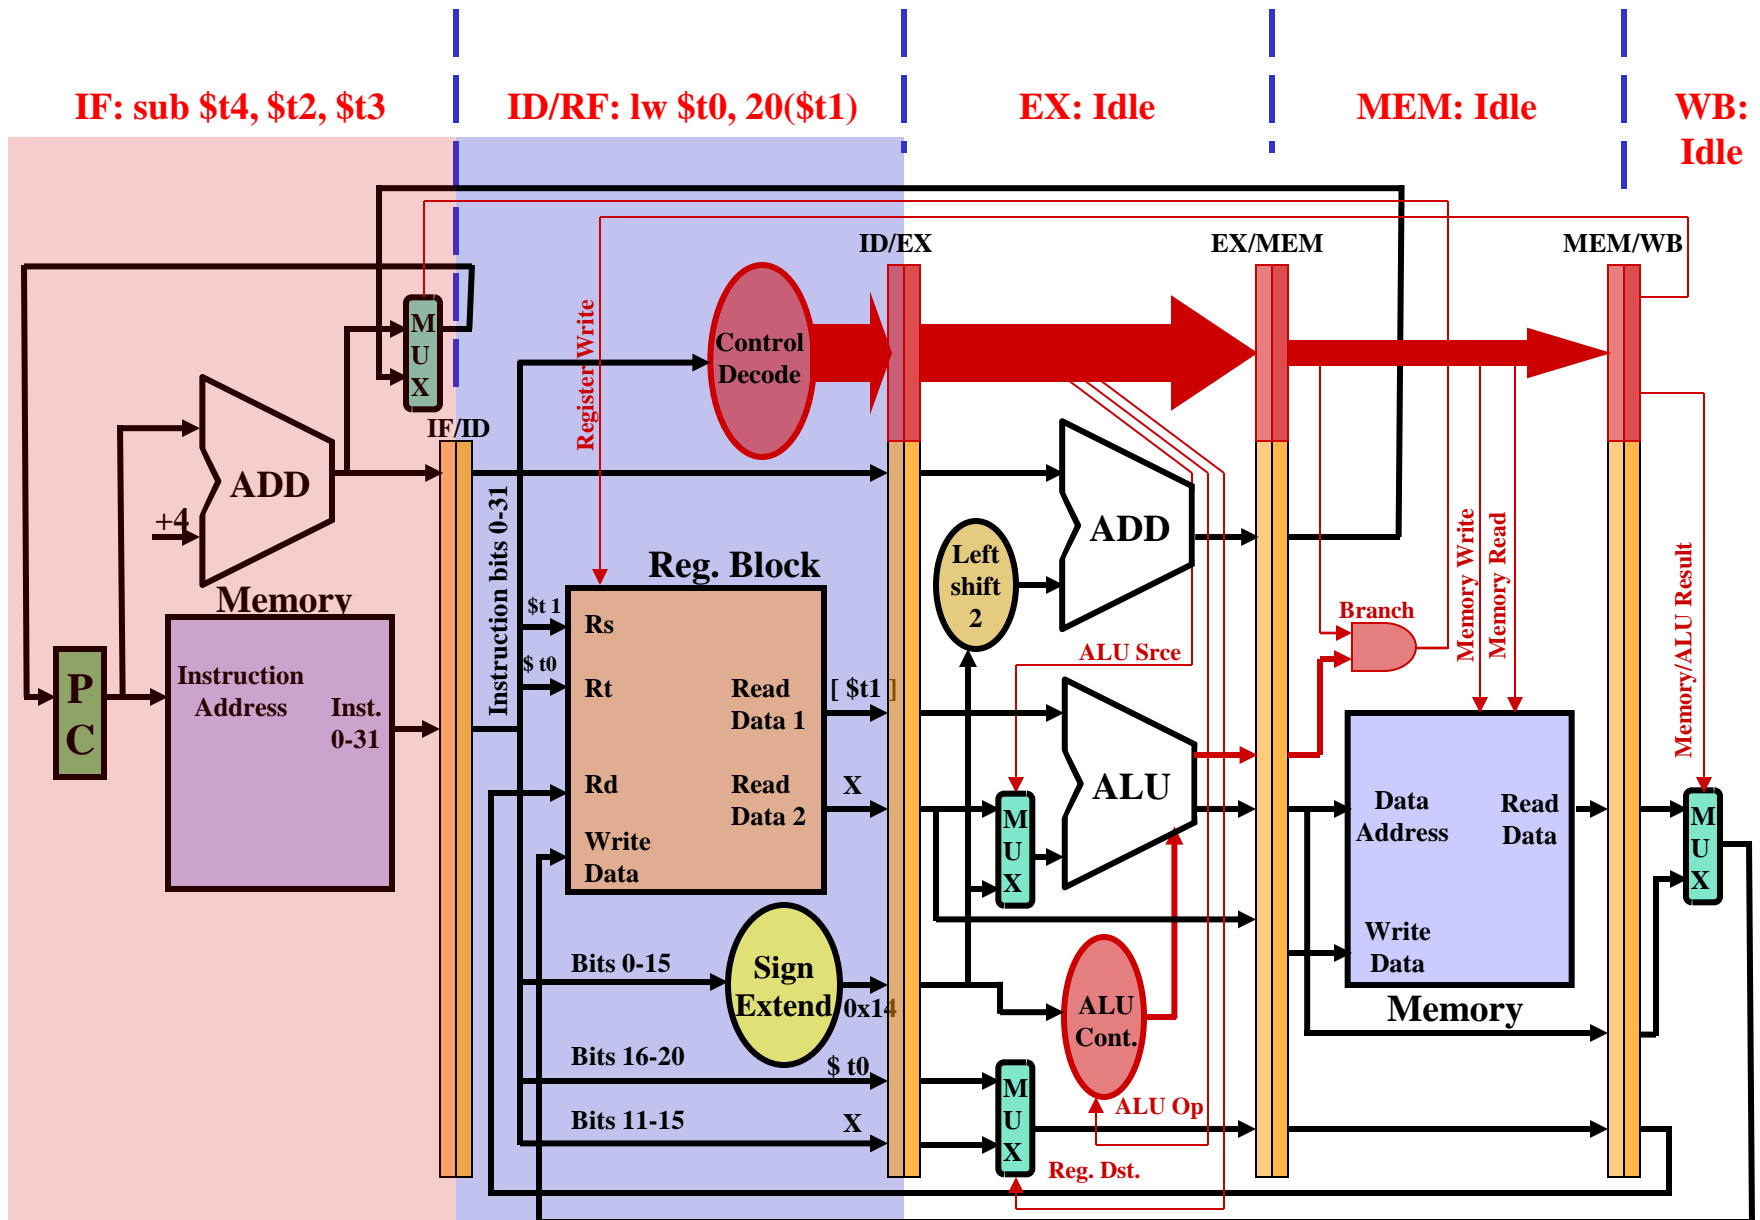 IF: sub $t4, $t2, $t3
ID/RF: lw $t0, 20($t1)
EX: Idle
MEM: Idle
WB:
Idle
ID/EX
EX/MEM
MEM/WB
M
U
X
Control
Decode
Register Write
IF/ID
ADD
+4
Instruction bits 0-31
ADD
Left
shift
2
Memory
Reg. Block
Memory Write
Memory Read
Memory/ALU Result
Branch
ALU Srce
P
C
Instruction
Address
Inst.
0-31
$t 1
Rs
$ t0
Rt
Read
Data 1
[ $t1 ]
Rd
Read
Data 2
X
Write
Data
M
U
X
ALU
Data
Address
Read
Data
Write
Data
Memory
M
U
X
Bits 0-15
Sign
Extend
0x14
ALU
Cont.
Bits 16-20
$ t0
Bits 11-15
X
M
U
X
ALU Op
Reg. Dst.